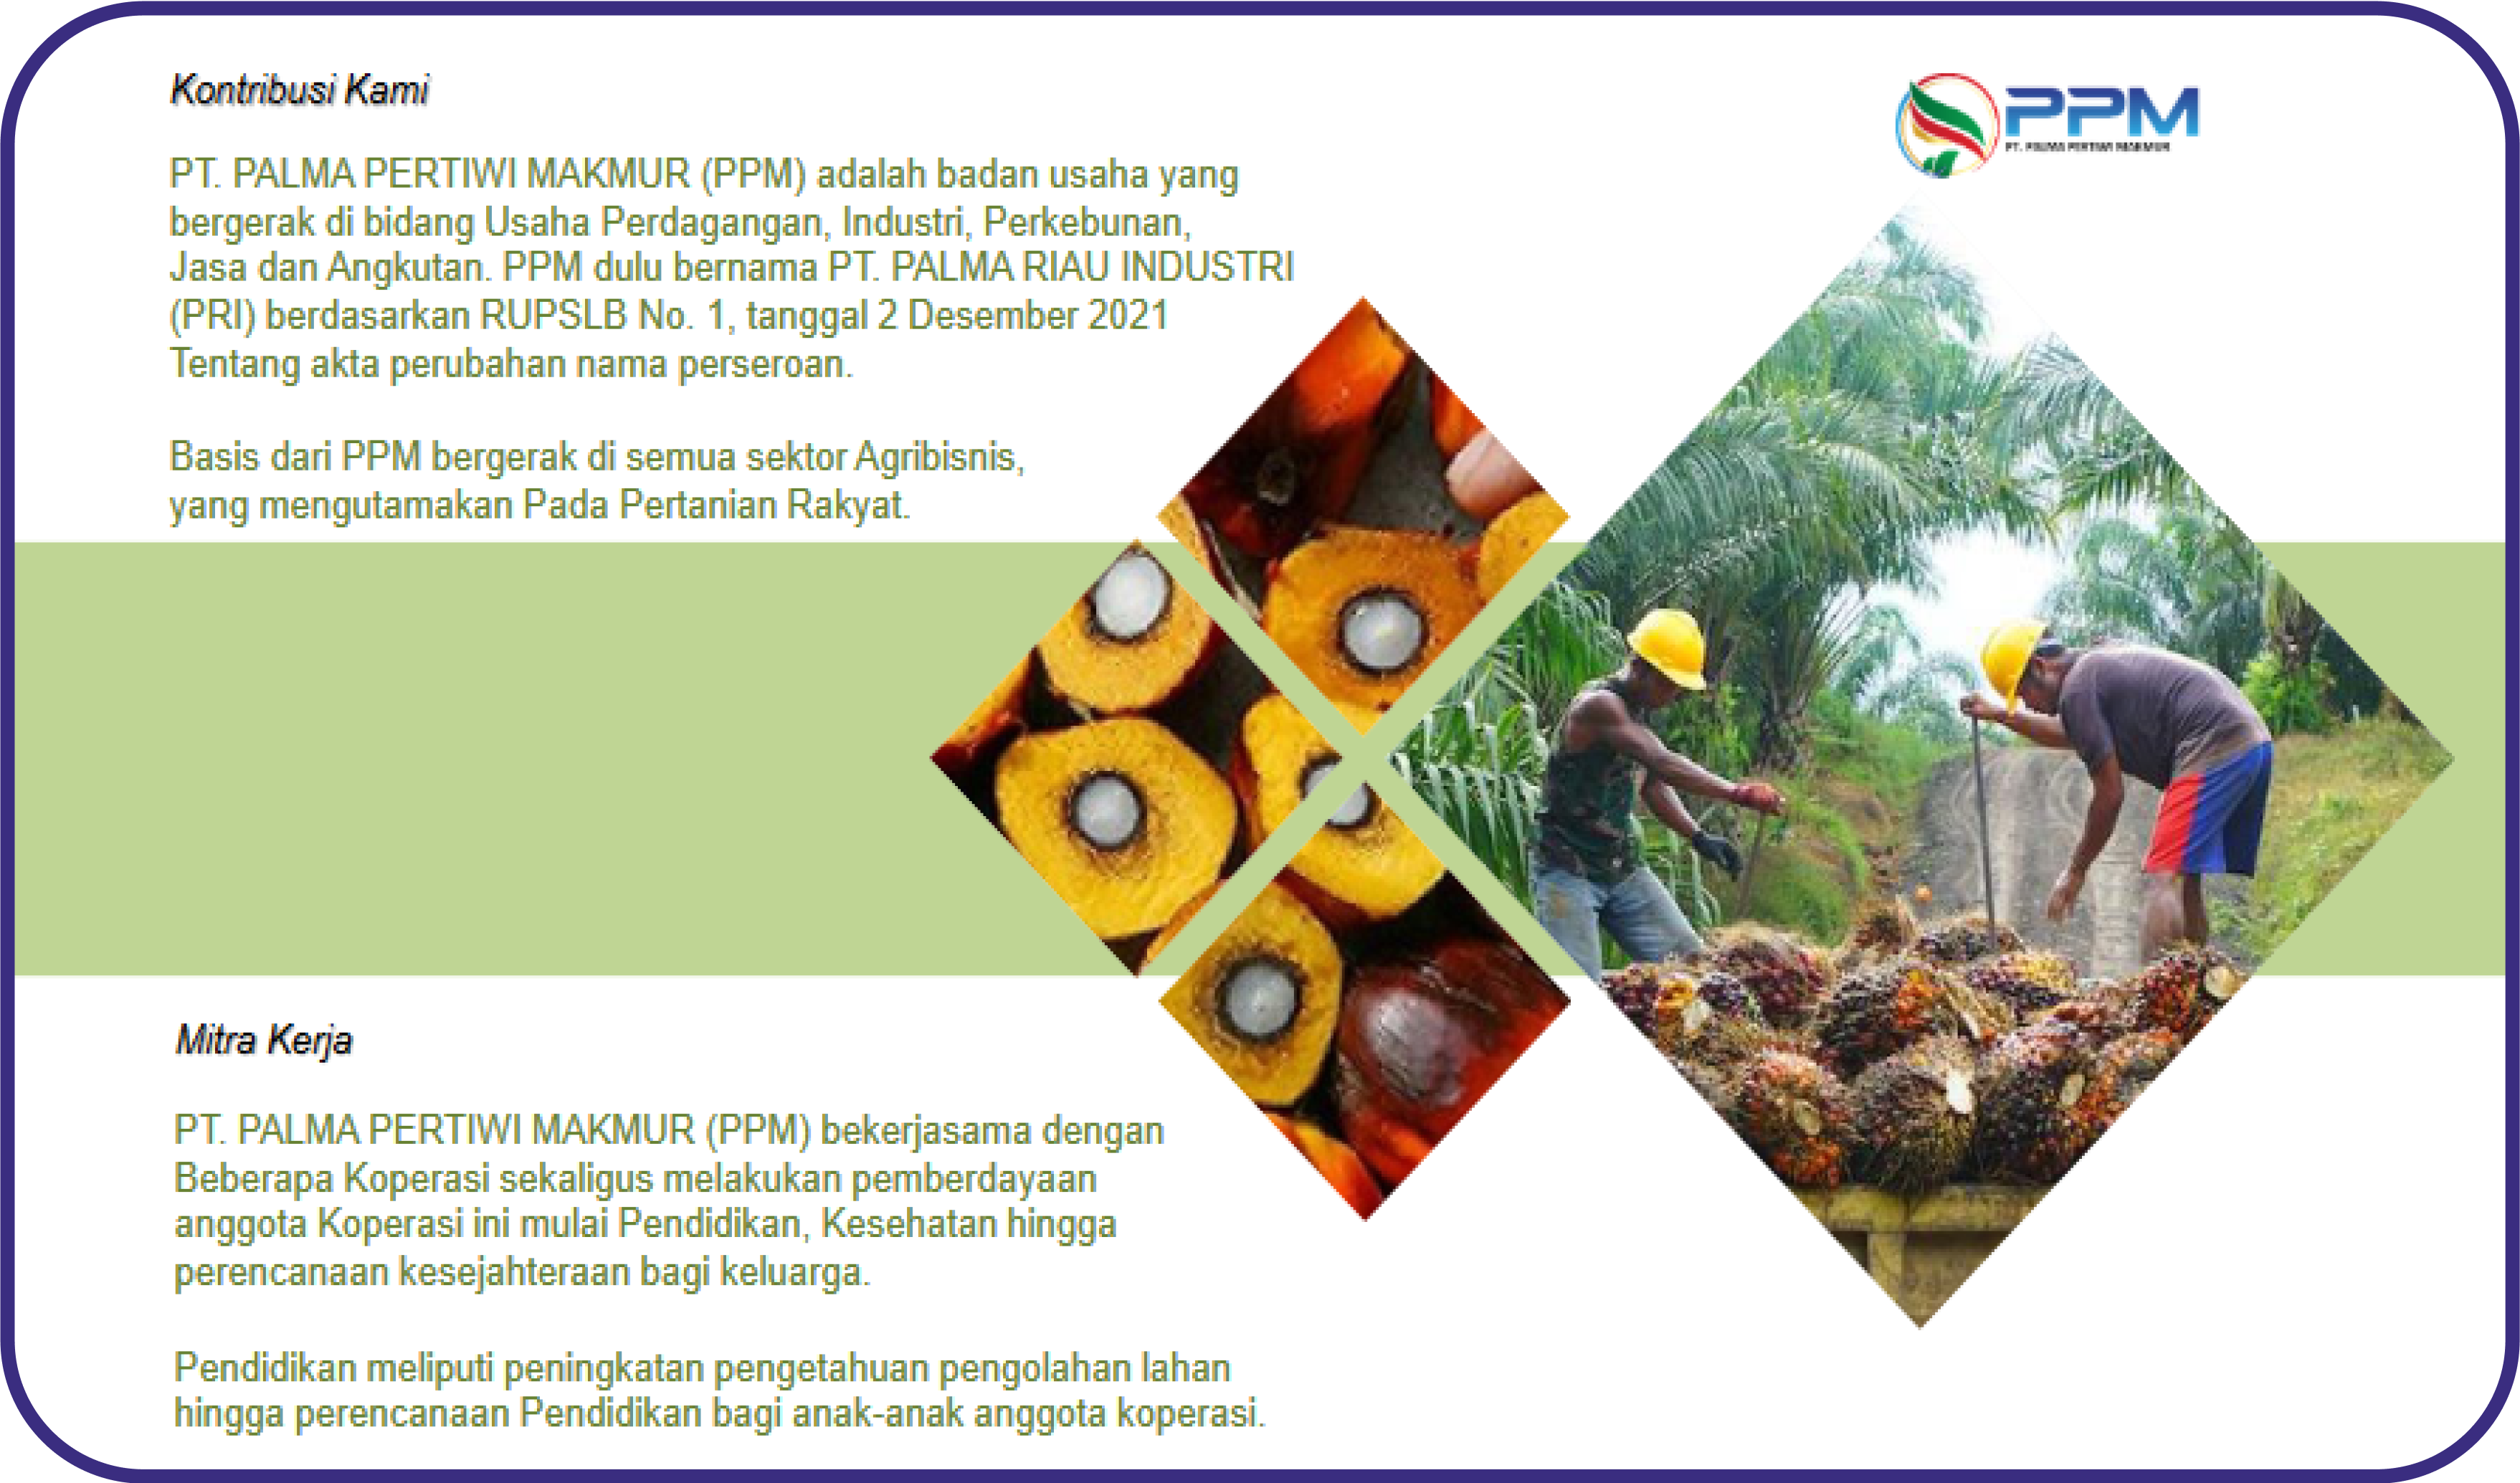 Kontribusi Kami
PPM
PT. PALMA PERTIWI MAKMUR
PT. PALMA PERTIWI MAKMUR (PPM) adalah badan usaha yang
bergerak di bidang Usaha Perdagangan, Industri, Perkebunan,
Jasa dan Angkutan. PPM dulu bernama PT. PALMA RIAU INDUSTRI
(PRI) berdasarkan RUPSLB No. 1, tanggal 2 Desember 2021
Tentang akta perubahan nama perseroan.
Basis dari PPM bergerak di semua sektor Agribisnis,
yang mengutamakan Pada Pertanian Rakyat.
Mitra Kerja
PT. PALMA PERTIWI MAKMUR (PPM) bekerjasama dengan
Beberapa Koperasi sekaligus melakukan pemberdayaan
anggota Koperasi ini mulai Pendidikan, Kesehatan hingga
perencanaan kesejahteraan bagi keluarga.
Pendidikan meliputi peningkatan pengetahuan pengolahan lahan
hingga perencanaan Pendidikan bagi anak-anak anggota koperasi.